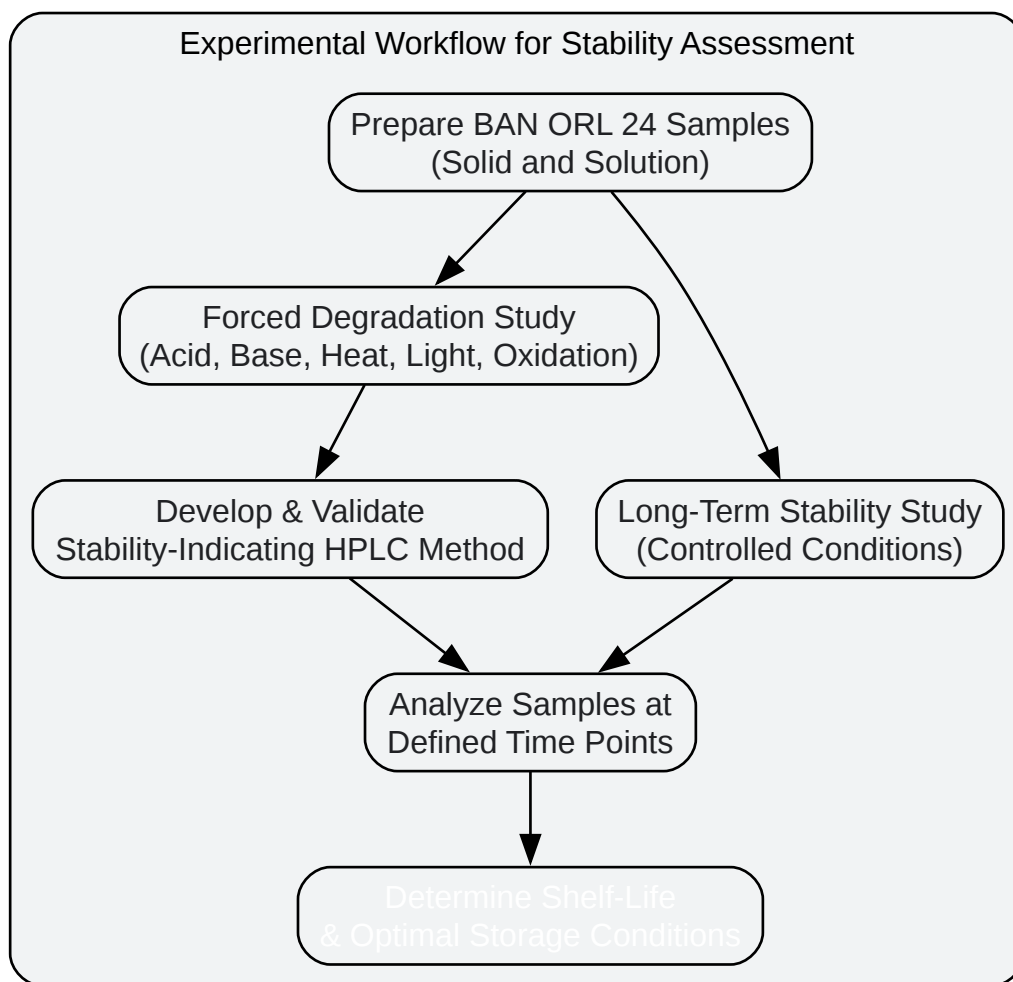 Experimental Workflow for Stability Assessment
Prepare BAN ORL 24 Samples
(Solid and Solution)
Forced Degradation Study
(Acid, Base, Heat, Light, Oxidation)
Develop & Validate
Stability-Indicating HPLC Method
Long-Term Stability Study
(Controlled Conditions)
Analyze Samples at
Defined Time Points
Determine Shelf-Life
& Optimal Storage Conditions